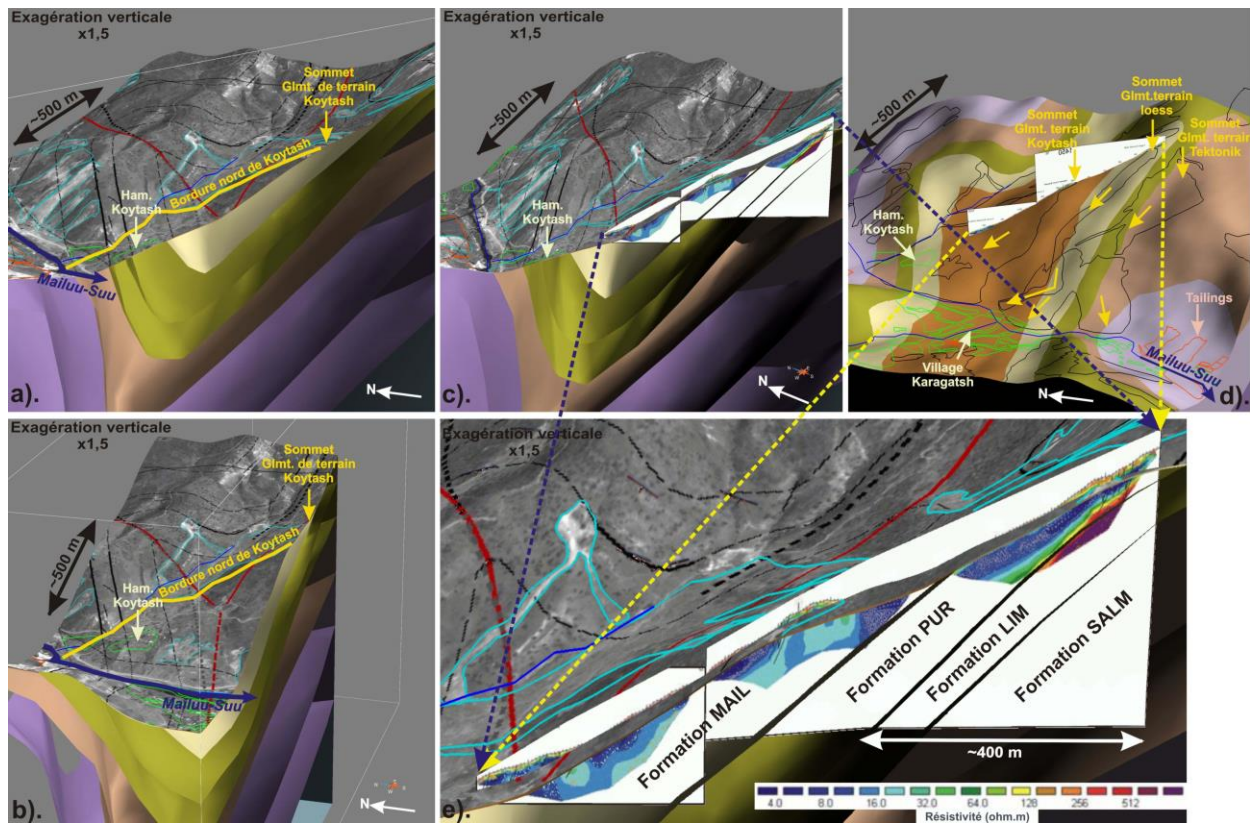 Exagération verticale
x1,5
~500 m
Sommet
Glmt. de terrain
Koytash
Bordure nord de Koytash
Ham.
Koytash
Mailuu-Suu
N
a).
Exagération verticale
x1,5
~500 m
Ham.
Koytash
N
c).
~500 m
Sommet
Glmt. terrain
Koytash
Sommet
Glmt.terrain
loess
Sommet
Glmt. terrain
Tektonik
Ham.
Koytash
Village
Karagatsh
Tailings
Mailuu-Suu
N
d).
Exagération verticale
x1,5
~500 m
Sommet
Glmt. de terrain
Koytash
Bordure nord de Koytash
Ham.
Koytash
Mailuu-Suu
N
b).
Exagération verticale
x1,5
Formation MAIL
Formation PUR
Formation LIM
Formation SALM
~400 m
4.0 8.0 16.0 32.0 64.0 128 256 512
Résistivité (ohm.m)
e).